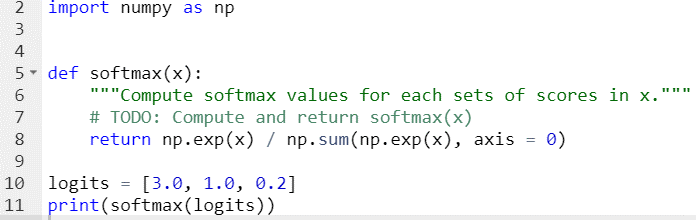 2 import numpy as np
3
4
5 def softmax(x):
6     """Compute softmax values for each sets of scores in x."""
7     # TODO: Compute and return softmax(x)
8     return np.exp(x) / np.sum(np.exp(x), axis = 0)
9
10 logits = [3.0, 1.0, 0.2]
11 print(softmax(logits))